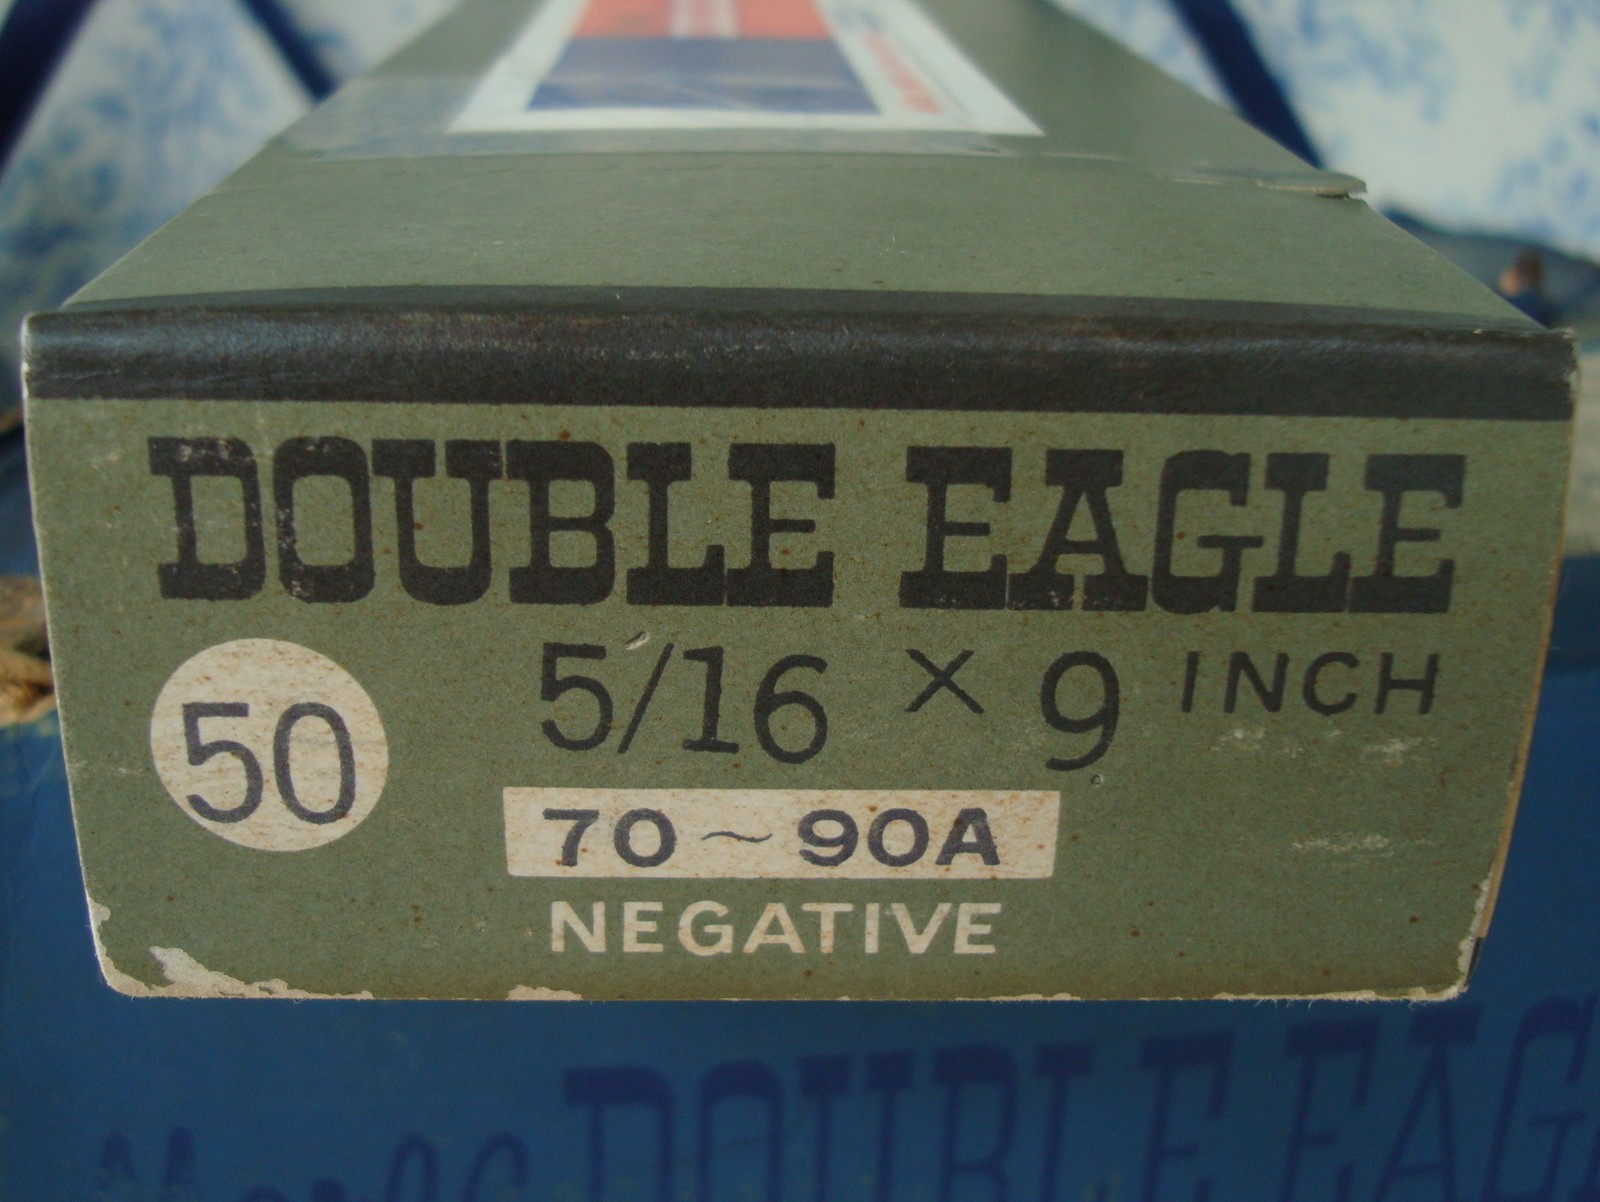 DOUBLE EAGLE
50
5/16 × 9 INCH
70 ~ 90A
NEGATIVE
DOUBLE EAG